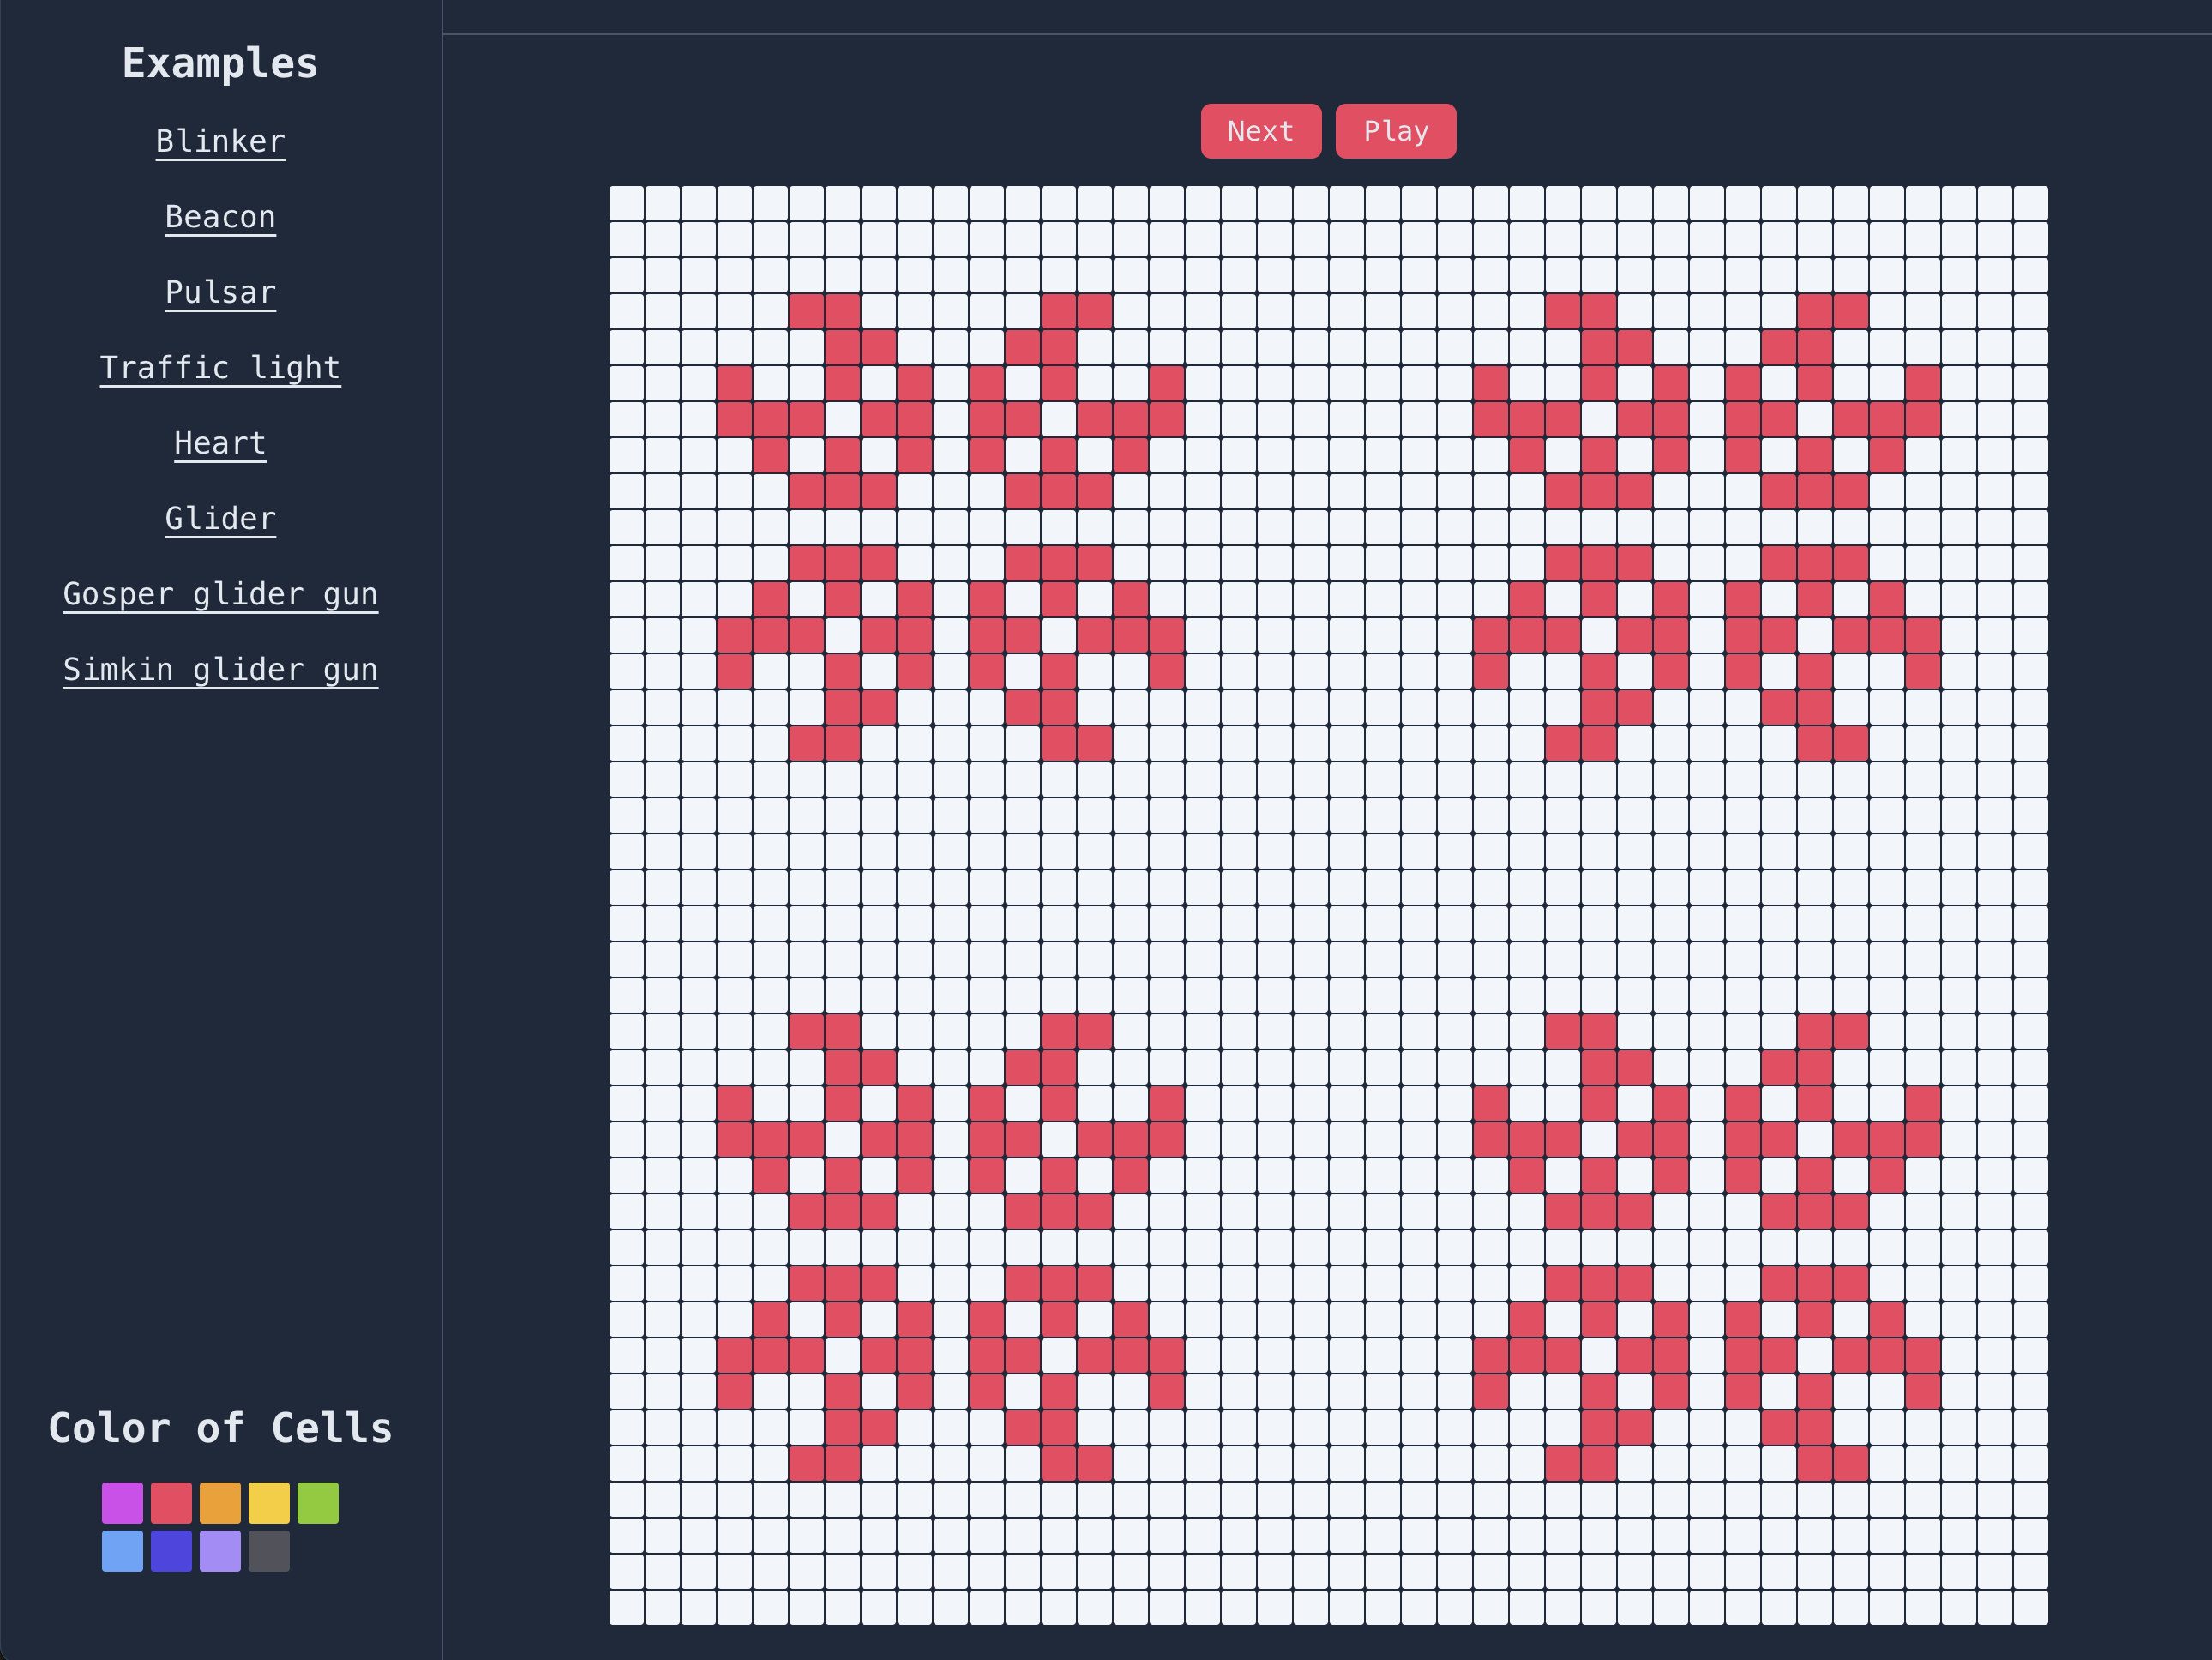 Examples
Blinker
Beacon
Pulsar
Traffic light
Heart
Glider
Gosper glider gun
Simkin glider gun
Color of Cells
Next Play